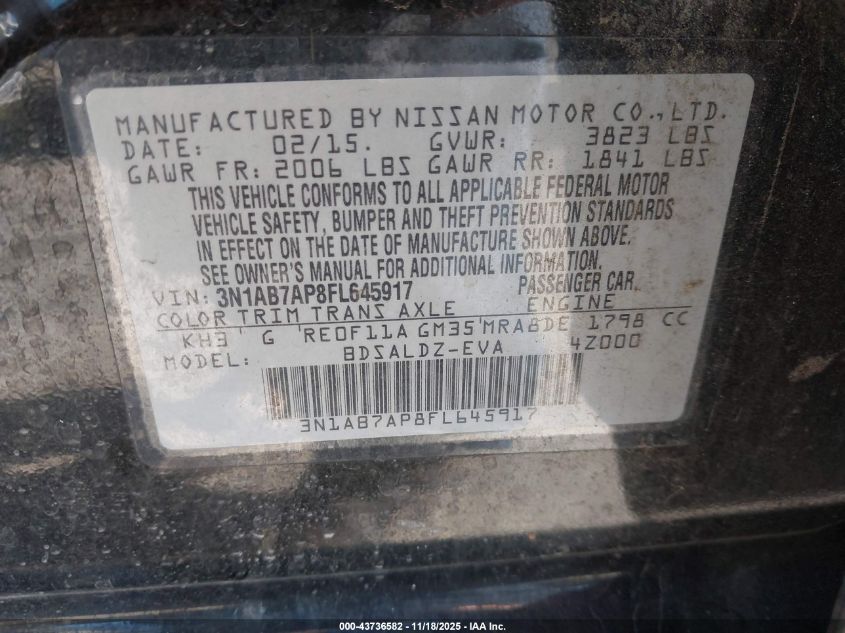 MANUFACTURED BY NISSAN MOTOR CO., LTD.
DATE: 02/15. GVWR: 3823 LBS
GAWR FR: 2006 LBS GAWR RR: 1841 LBS
THIS VEHICLE CONFORMS TO ALL APPLICABLE FEDERAL MOTOR
VEHICLE SAFETY, BUMPER AND THEFT PREVENTION STANDARDS
IN EFFECT ON THE DATE OF MANUFACTURE SHOWN ABOVE.
SEE OWNER'S MANUAL FOR ADDITIONAL INFORMATION.
VIN: 3N1AB7AP8FL645917 PASSENGER CAR
COLOR TRIM TRANS AXLE ENGINE
KH3 G RE0F11A GM35 MRA8DE 1798 CC
MODEL: BDSALDZ-EVA 4Z000
3N1AB7AP8FL645917
000-43736582 - 11/18/2025 - IAA Inc.